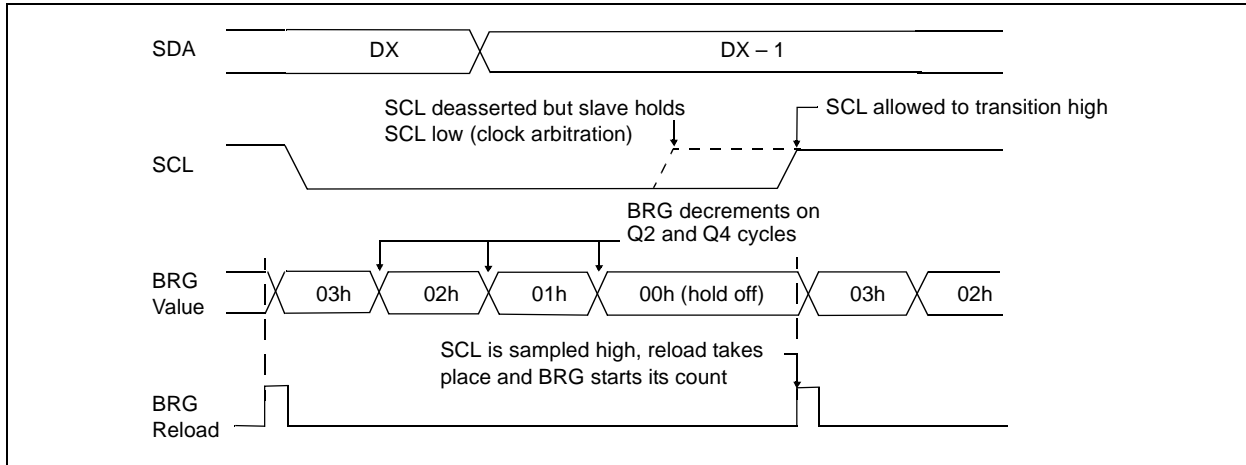 SDA
DX
DX – 1
SCL deasserted but slave holds
SCL low (clock arbitration)
SCL allowed to transition high
SCL
BRG decrements on
Q2 and Q4 cycles
BRG
Value
03h
02h
01h
00h (hold off)
03h
02h
SCL is sampled high, reload takes
place and BRG starts its count
BRG
Reload